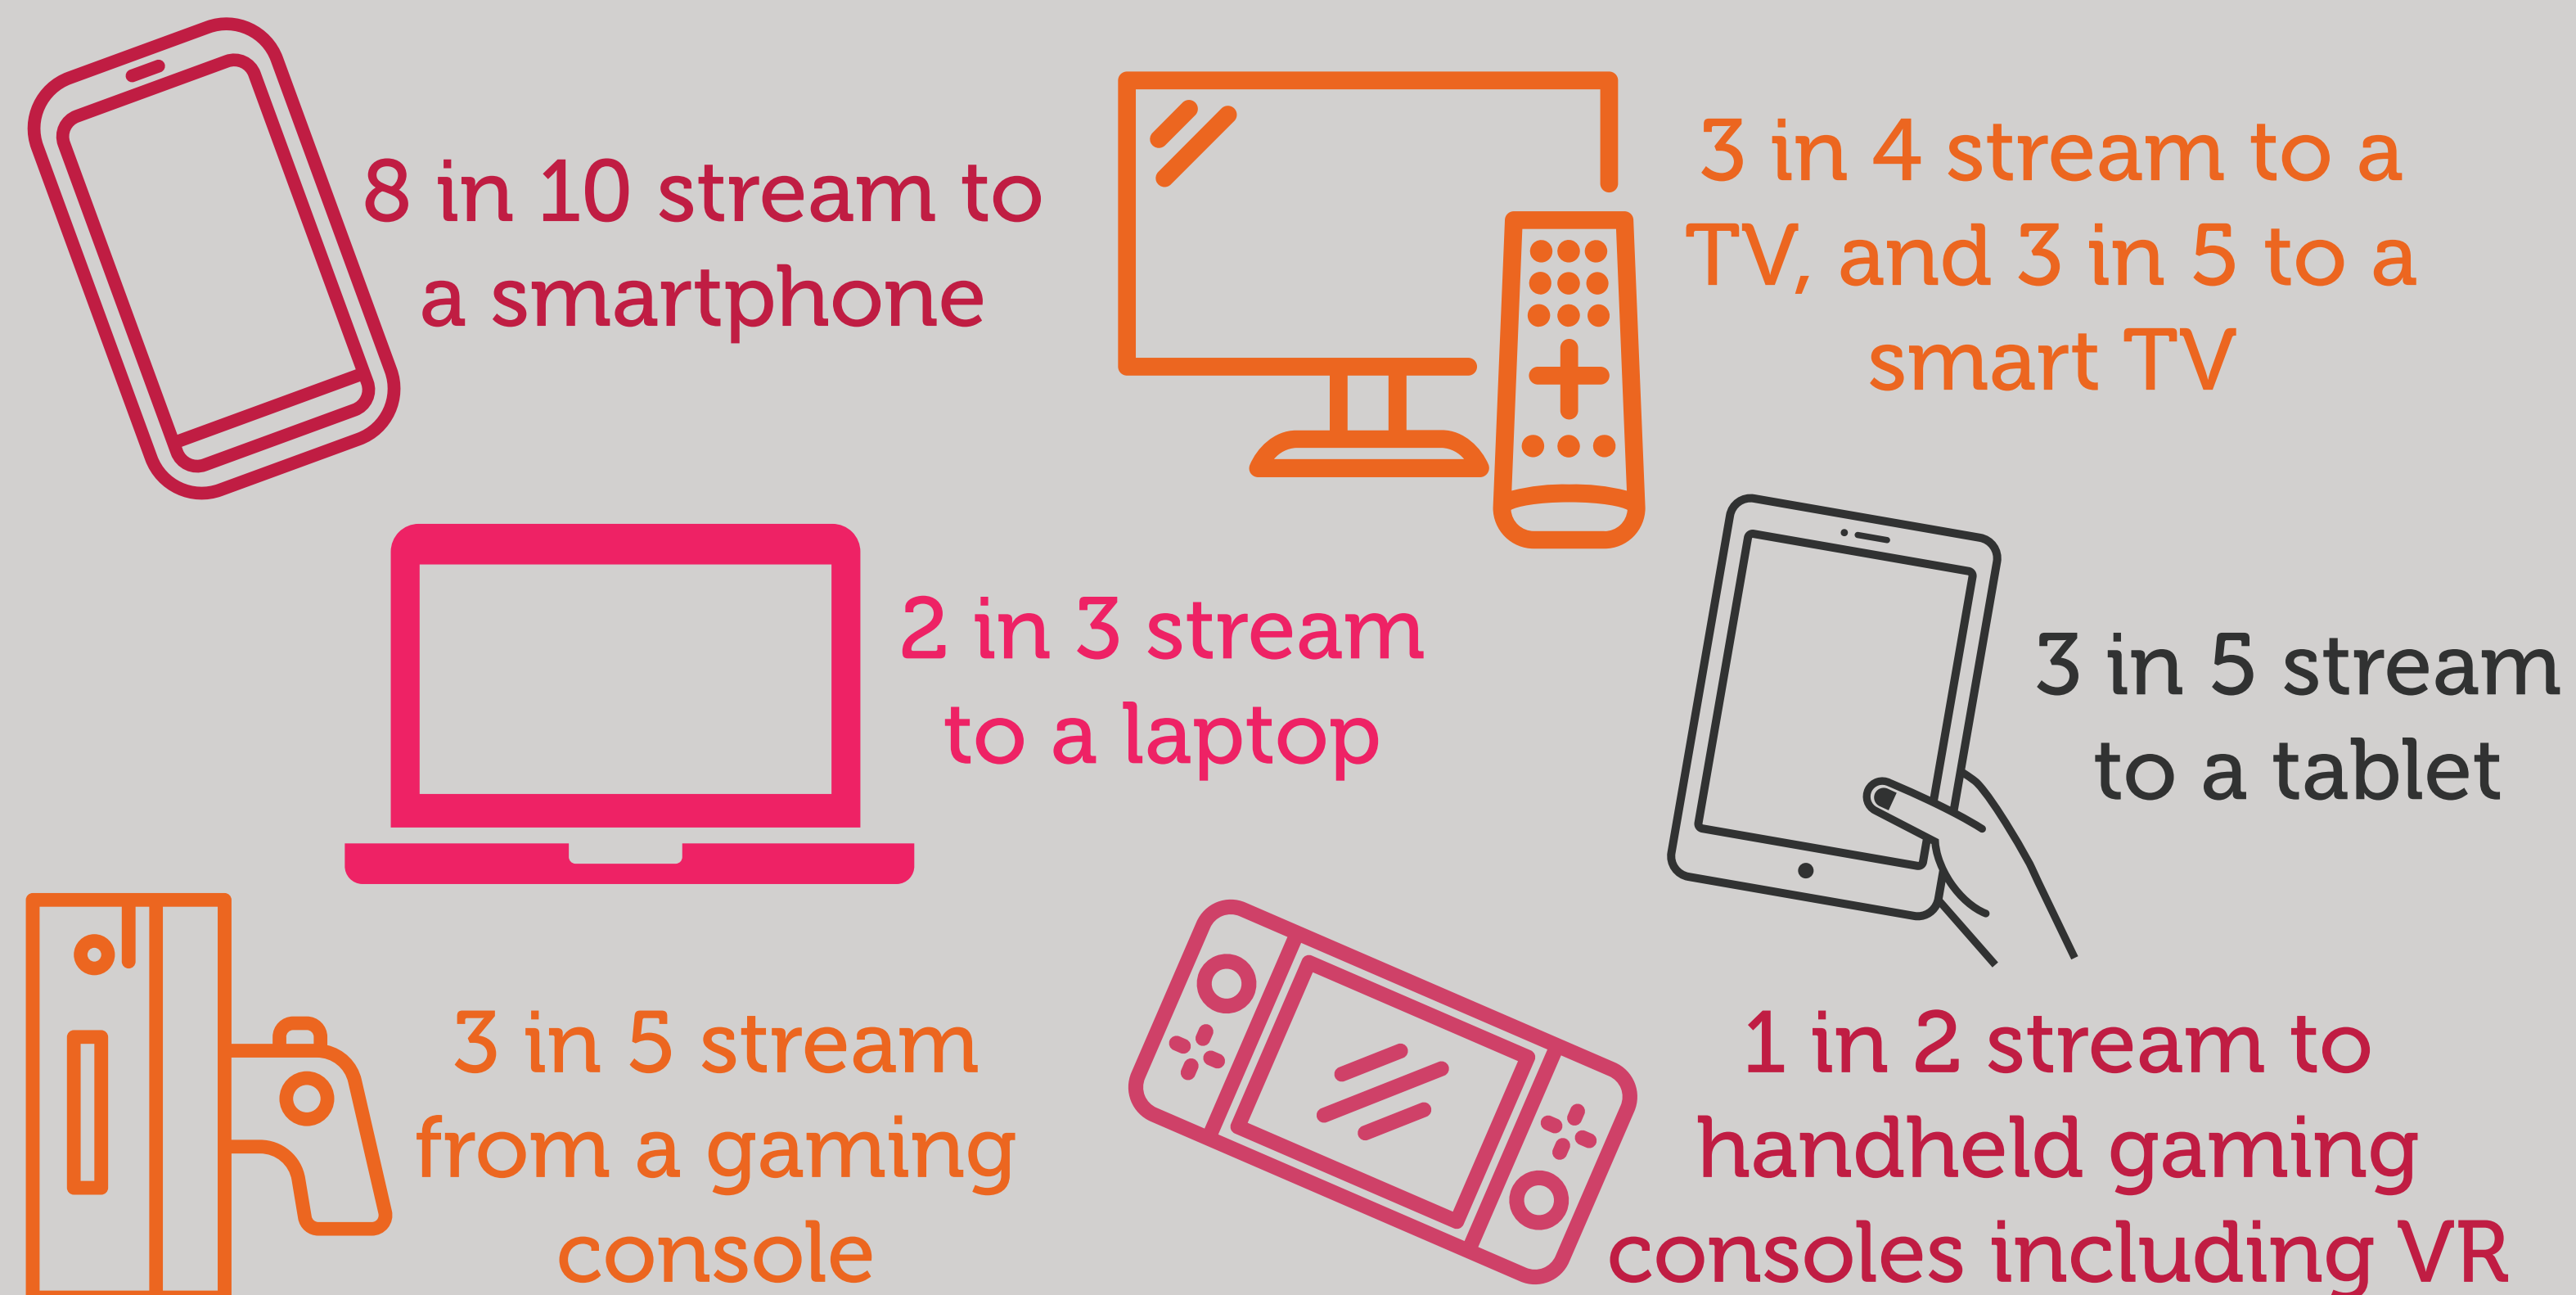 8 in 10 stream to
a smartphone
3 in 4 stream to a
TV, and 3 in 5 to a
smart TV
2 in 3 stream
to a laptop
3 in 5 stream
to a tablet
3 in 5 stream
from a gaming
console
1 in 2 stream to
handheld gaming
consoles including VR